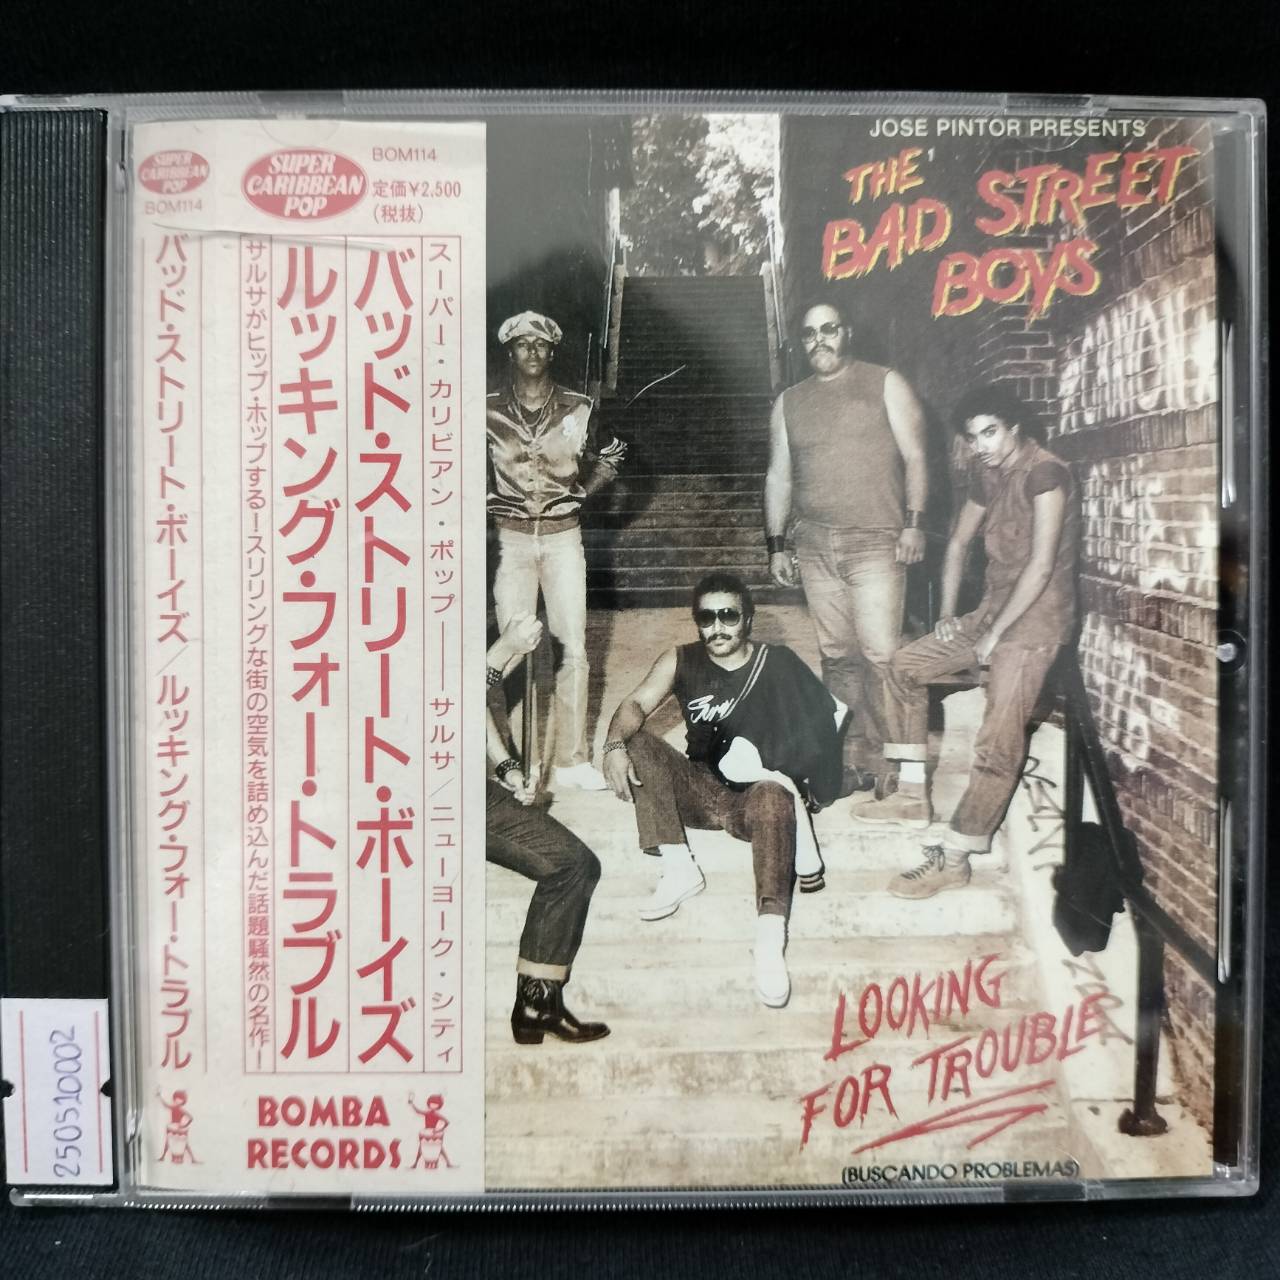 SUPER
CARIBBEAN
POP
BOM114
バッド・ストリート・ボーイズ/ルッキング・フォー・トラブル
SUPER
CARIBBEAN
POP
BOM114
定価¥2,500
(税抜)
スーパー・カリビアン・ポップ——サルサ/ニューヨーク・シティ
バッド・ストリート・ボーイズ
ルッキング・フォー・トラブル
サルサがヒップ・ホップする!スリリングな街の空気を詰め込んだ話題騒然の名作!
BOMBA
RECORDS
JOSE PINTOR PRESENTS
THE
BAD STREET
BOYS
LOOKING
FOR TROUBLE
(BUSCANDO PROBLEMAS)
250510002